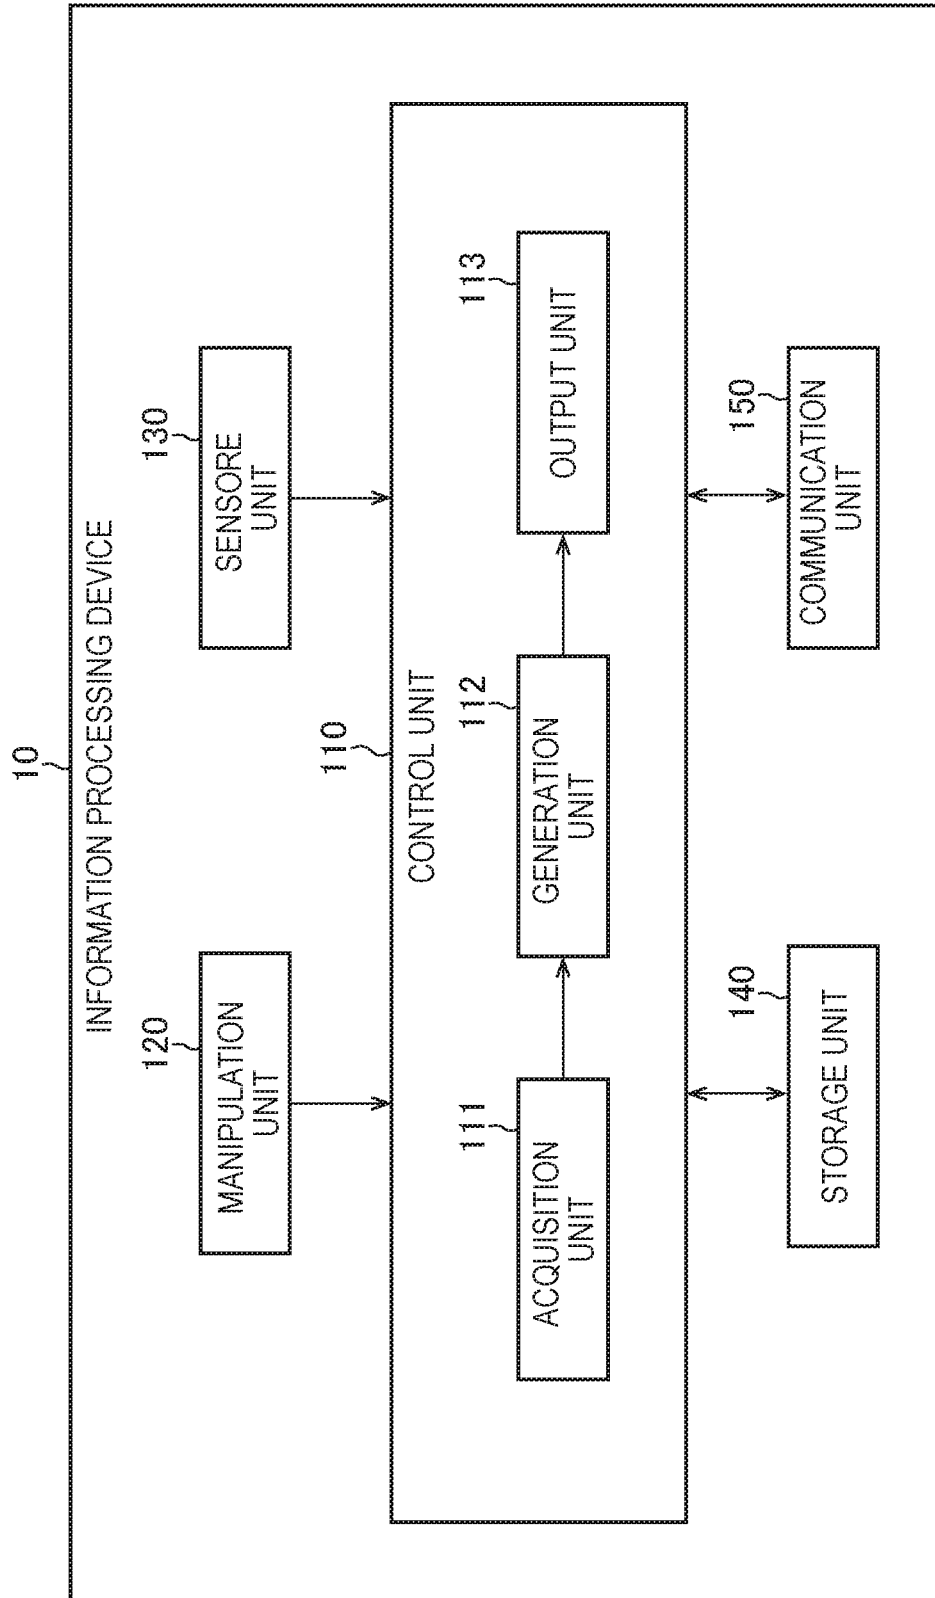 10
INFORMATION PROCESSING DEVICE
120
MANIPULATION
UNIT
130
SENSORE
UNIT
110
CONTROL UNIT
111
ACQUISITION
UNIT
112
GENERATION
UNIT
113
OUTPUT UNIT
140
STORAGE UNIT
150
COMMUNICATION
UNIT